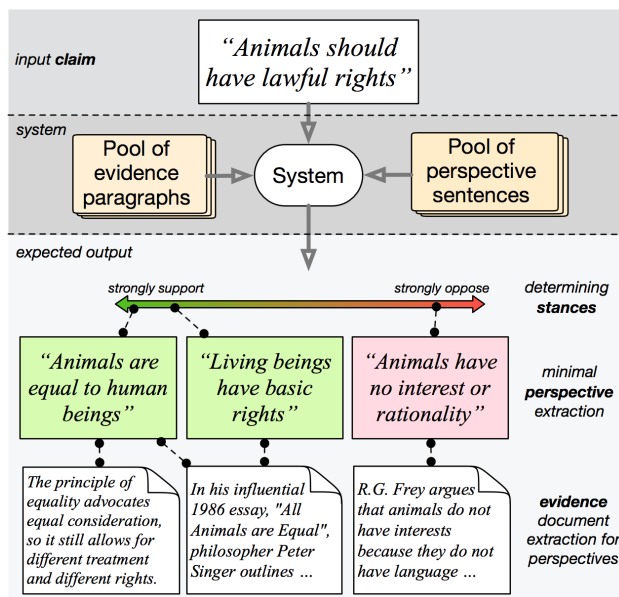 input claim
“Animals should
have lawful rights”
system
Pool of
evidence
paragraphs
System
Pool of
perspective
sentences
expected output
strongly support
strongly oppose
determining
stances
“Animals are
equal to human
beings”
“Living beings
have basic
rights”
“Animals have
no interest or
rationality”
minimal
perspective
extraction
The principle of
equality advocates
equal consideration,
so it still allows for
different treatment
and different rights.
In his influential
1986 essay, "All
Animals are Equal",
philosopher Peter
Singer outlines ...
R.G. Frey argues
that animals do not
have interests
because they do not
have language ...
evidence
document
extraction for
perspectives